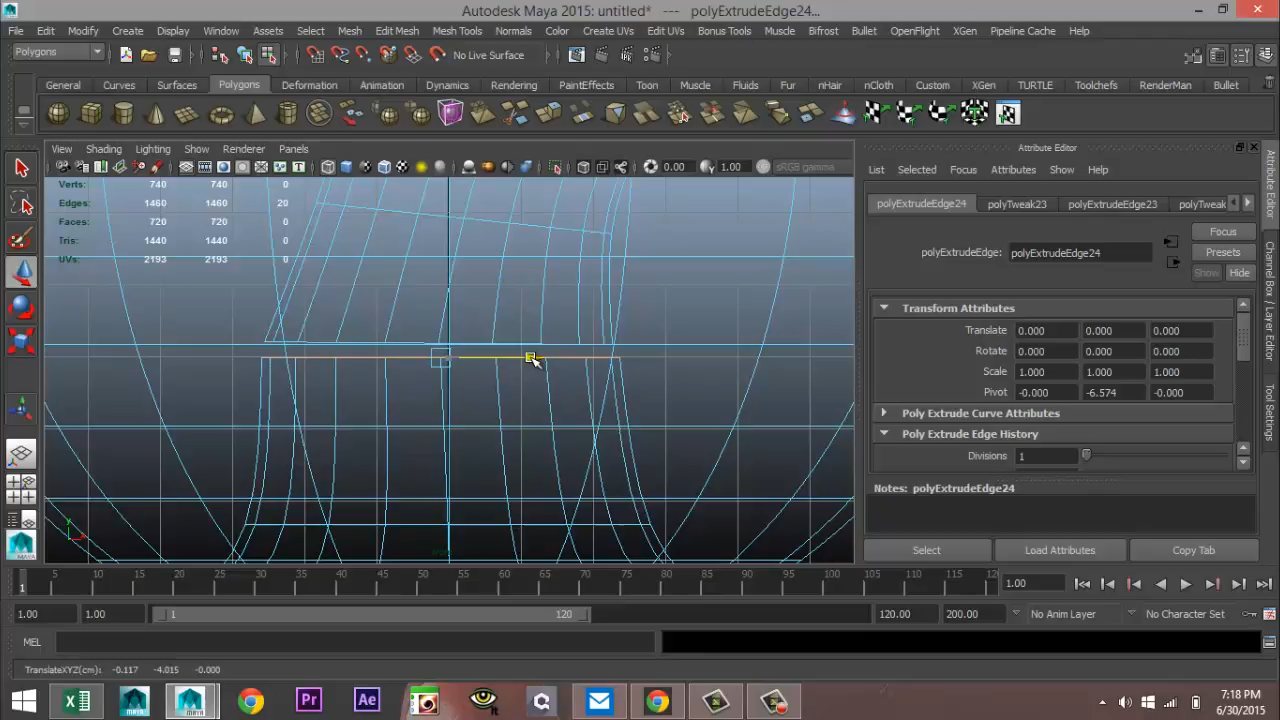 Autodesk Maya 2015: untitled*   ---   polyExtrudeEdge24...
File Edit Modify Create Display Window Assets Select Mesh Edit Mesh Mesh Tools Normals Color Create UVs Edit UVs Bonus Tools Muscle Bifrost Bullet OpenFlight XGen Pipeline Cache Help
Polygons No Live Surface
General Curves Surfaces Polygons Deformation Animation Dynamics Rendering PaintEffects Toon Muscle Fluids Fur nHair nCloth Custom XGen TURTLE Toolchefs RenderMan Bullet
View Shading Lighting Show Renderer Panels
Attribute Editor
0.00 1.00 sRGB gamma
List Selected Focus Attributes Show Help
Verts: 740 740 0
Edges: 1460 1460 20
Faces: 720 720 0
Tris: 1440 1440 0
UVs: 2193 2193 0
polyExtrudeEdge24 polyTweak23 polyExtrudeEdge23 polyTweak
Focus
polyExtrudeEdge: polyExtrudeEdge24 Presets
Show Hide
Transform Attributes
Translate 0.000 0.000 0.000
Rotate 0.000 0.000 0.000
Scale 1.000 1.000 1.000
Pivot -0.000 -6.574 -0.000
Poly Extrude Curve Attributes
Poly Extrude Edge History
Divisions 1
Notes: polyExtrudeEdge24
Select Load Attributes Copy Tab
Attribute Editor
Channel Box / Layer Editor
Tool Settings
1 5 10 15 20 25 30 35 40 45 50 55 60 65 70 75 80 85 90 95 100 105 110 115 12 1.00
1.00 1.00 1 120 120.00 200.00 No Anim Layer No Character Set
MEL
TranslateXYZ(cm): -0.117 -4.015 -0.000
7:18 PM
6/30/2015